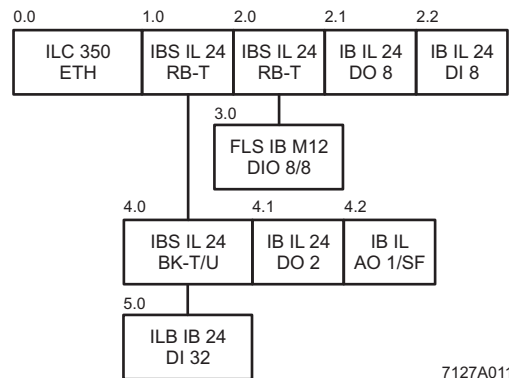 0.0 1.0 2.0 2.1 2.2
ILC 350 IBS IL 24 IBS IL 24 IB IL 24 IB IL 24
ETH RB-T RB-T DO 8 DI 8
3.0
FLS IB M12
DIO 8/8
4.0 4.1 4.2
IBS IL 24 IB IL 24 IB IL
BK-T/U DO 2 AO 1/SF
5.0
ILB IB 24
DI 32
7127A011